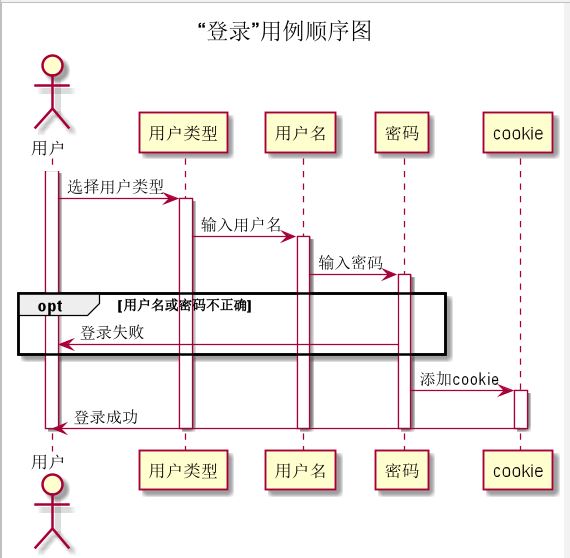 “登录”用例顺序图
用户
用户类型
用户名
密码
cookie
选择用户类型
输入用户名
输入密码
opt
[用户名或密码不正确]
登录失败
添加cookie
登录成功
用户
用户类型
用户名
密码
cookie